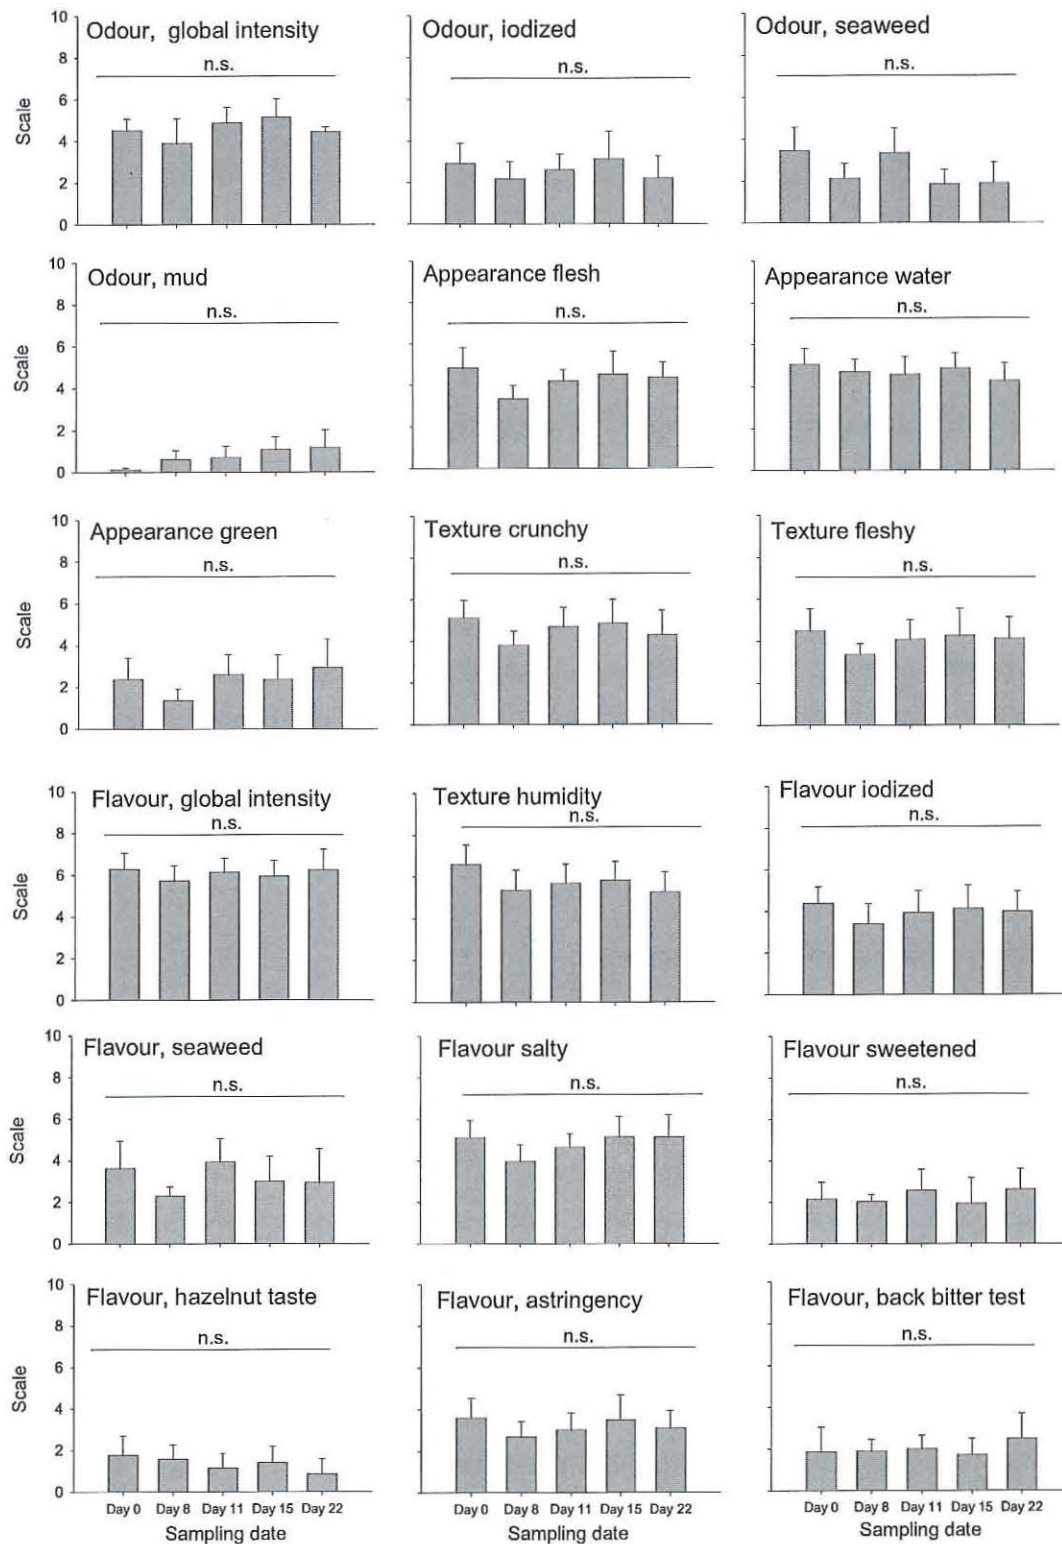 Odour, global intensity
n.s.
Scale
10
8
6
4
2
0
Odour, iodized
n.s.
Odour, seaweed
n.s.
Odour, mud
n.s.
Scale
10
8
6
4
2
0
Appearance flesh
n.s.
Appearance water
n.s.
Appearance green
n.s.
Scale
10
8
6
4
2
0
Texture crunchy
n.s.
Texture fleshy
n.s.
Flavour, global intensity
n.s.
Scale
10
8
6
4
2
0
Texture humidity
n.s.
Flavour iodized
n.s.
Flavour, seaweed
n.s.
Scale
10
8
6
4
2
0
Flavour salty
n.s.
Flavour sweetened
n.s.
Flavour, hazelnut taste
n.s.
Scale
10
8
6
4
2
0
Day 0 Day 8 Day 11 Day 15 Day 22
Sampling date
Flavour, astringency
n.s.
Day 0 Day 8 Day 11 Day 15 Day 22
Sampling date
Flavour, back bitter test
n.s.
Day 0 Day 8 Day 11 Day 15 Day 22
Sampling date